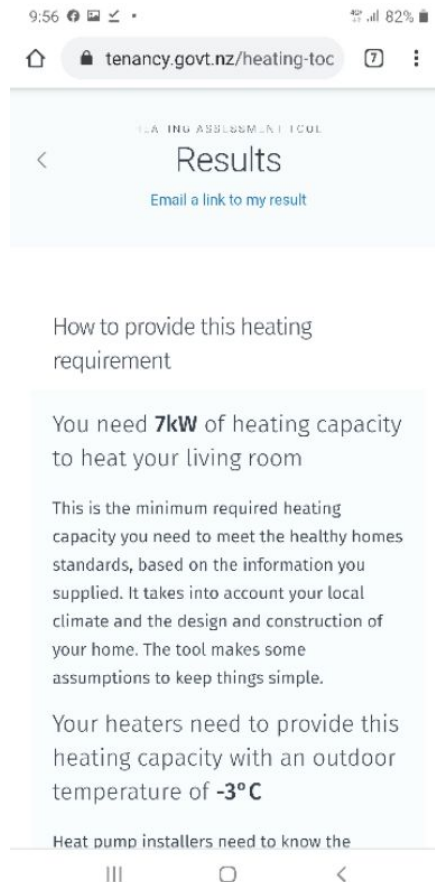 9:56
82%
tenancy.govt.nz/heating-toc
7
HEATING ASSESSMENT TOOL
Results
Email a link to my result
How to provide this heating
requirement
You need 7kW of heating capacity
to heat your living room
This is the minimum required heating
capacity you need to meet the healthy homes
standards, based on the information you
supplied. It takes into account your local
climate and the design and construction of
your home. The tool makes some
assumptions to keep things simple.
Your heaters need to provide this
heating capacity with an outdoor
temperature of -3°C
Heat pump installers need to know the